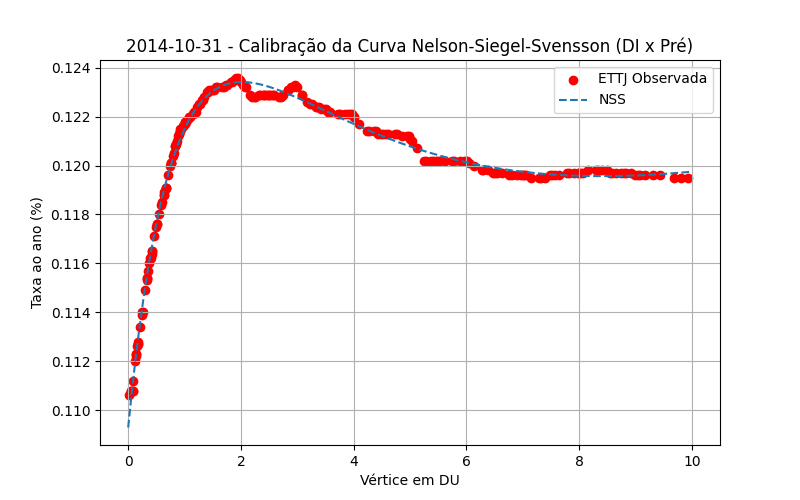 2014-10-31 - Calibração da Curva Nelson-Siegel-Svensson (DI x Pré)
ETTJ Observada
NSS
Taxa ao ano (%)
0.124
0.122
0.120
0.118
0.116
0.114
0.112
0.110
0
2
4
6
8
10
Vértice em DU